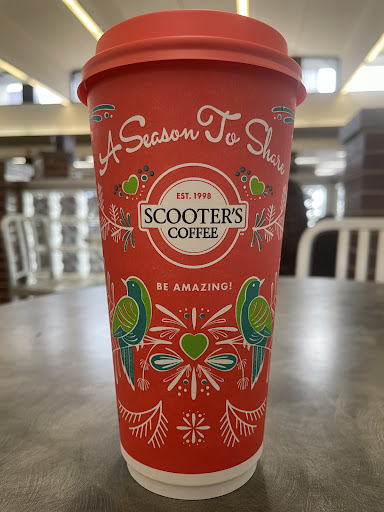 A Season To Share
EST. 1998
SCOOTER'S
COFFEE
BE AMAZING!